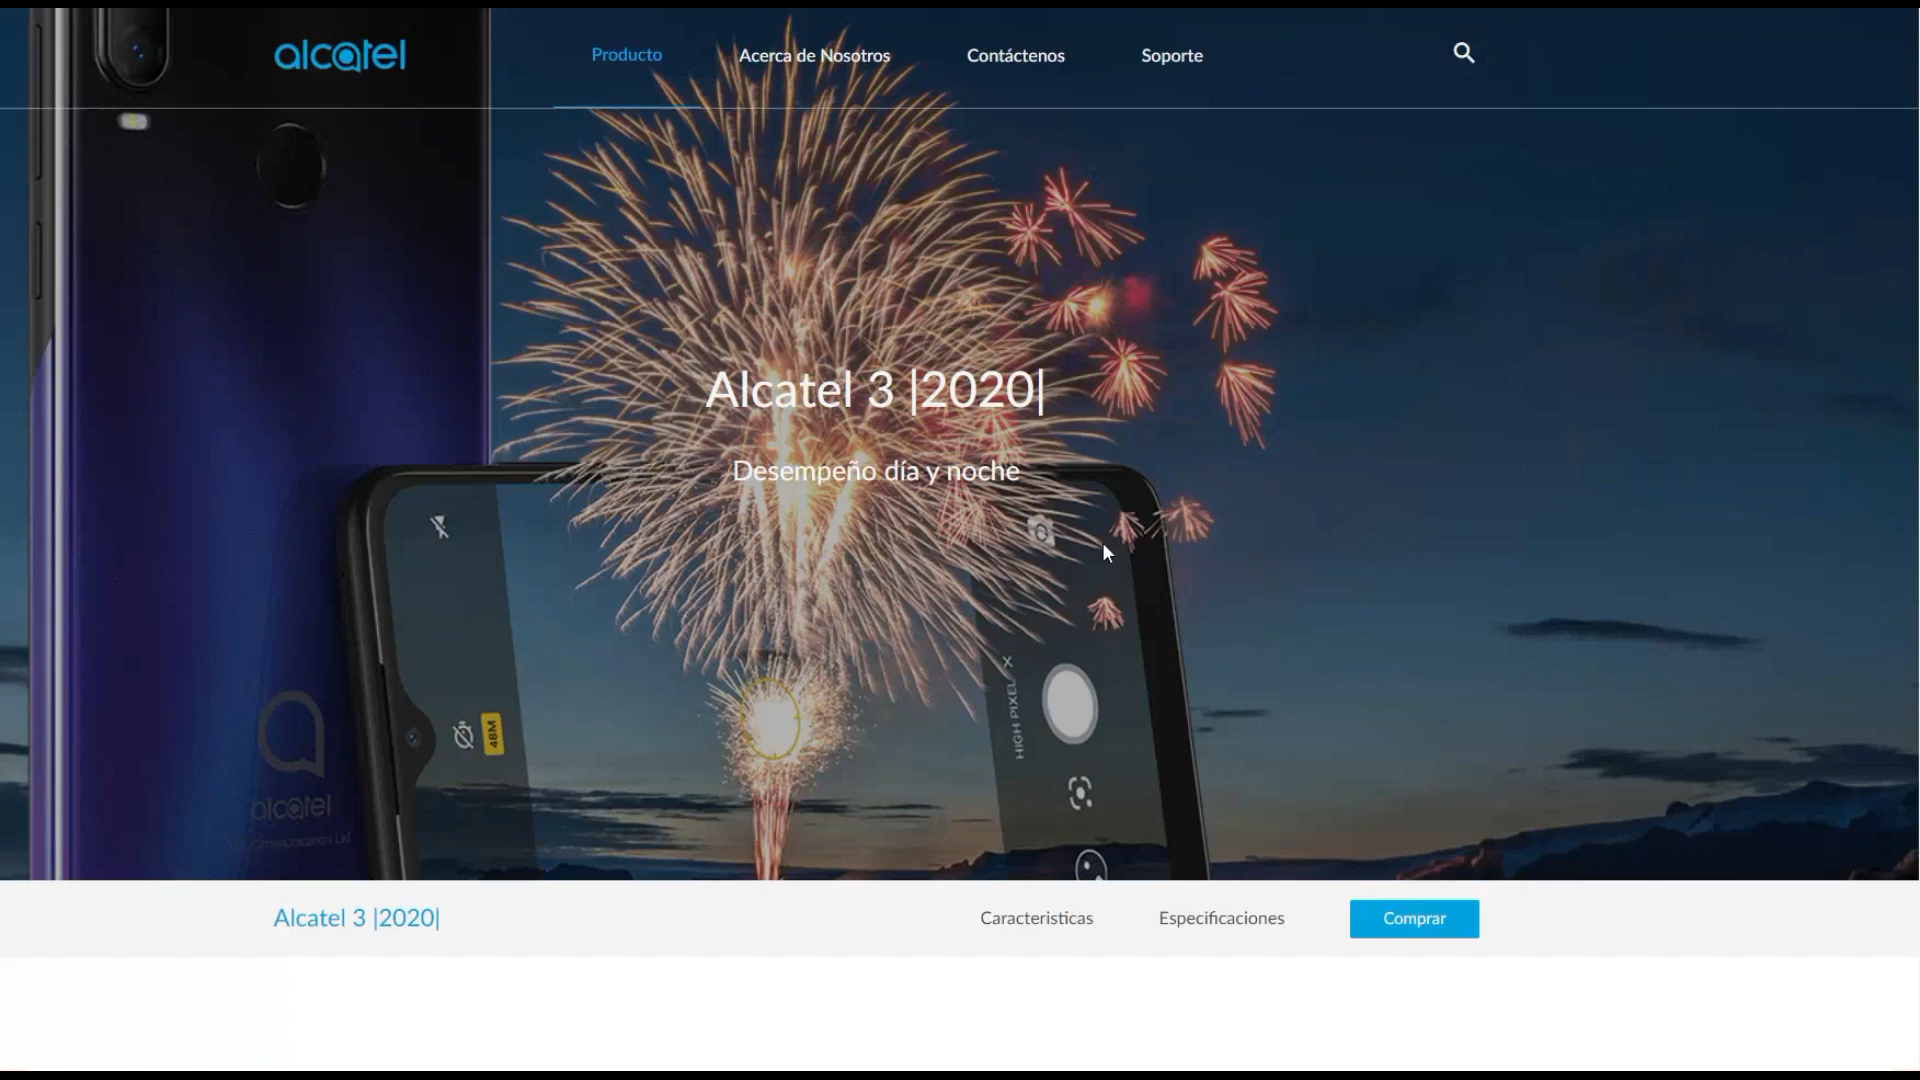 alcatel
Producto
Acerca de Nosotros
Contáctenos
Soporte
Alcatel 3 |2020|
Desempeño día y noche
48M
HIGH PIXEL X
alcatel
Alcatel 3 |2020|
Caracteristicas
Especificaciones
Comprar